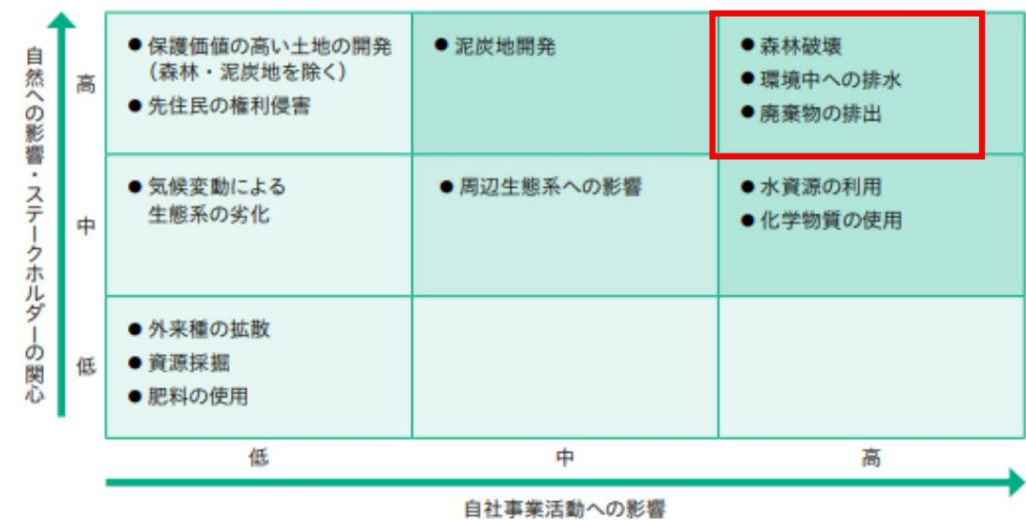 自然への影響・ステークホルダーの関心
高
●保護価値の高い土地の開発
（森林・泥炭地を除く）
●先住民の権利侵害
●泥炭地開発
●森林破壊
●環境中への排水
●廃棄物の排出
中
●気候変動による
生態系の劣化
●周辺生態系への影響
●水資源の利用
●化学物質の使用
低
●外来種の拡散
●資源採掘
●肥料の使用
低
中
高
自社事業活動への影響